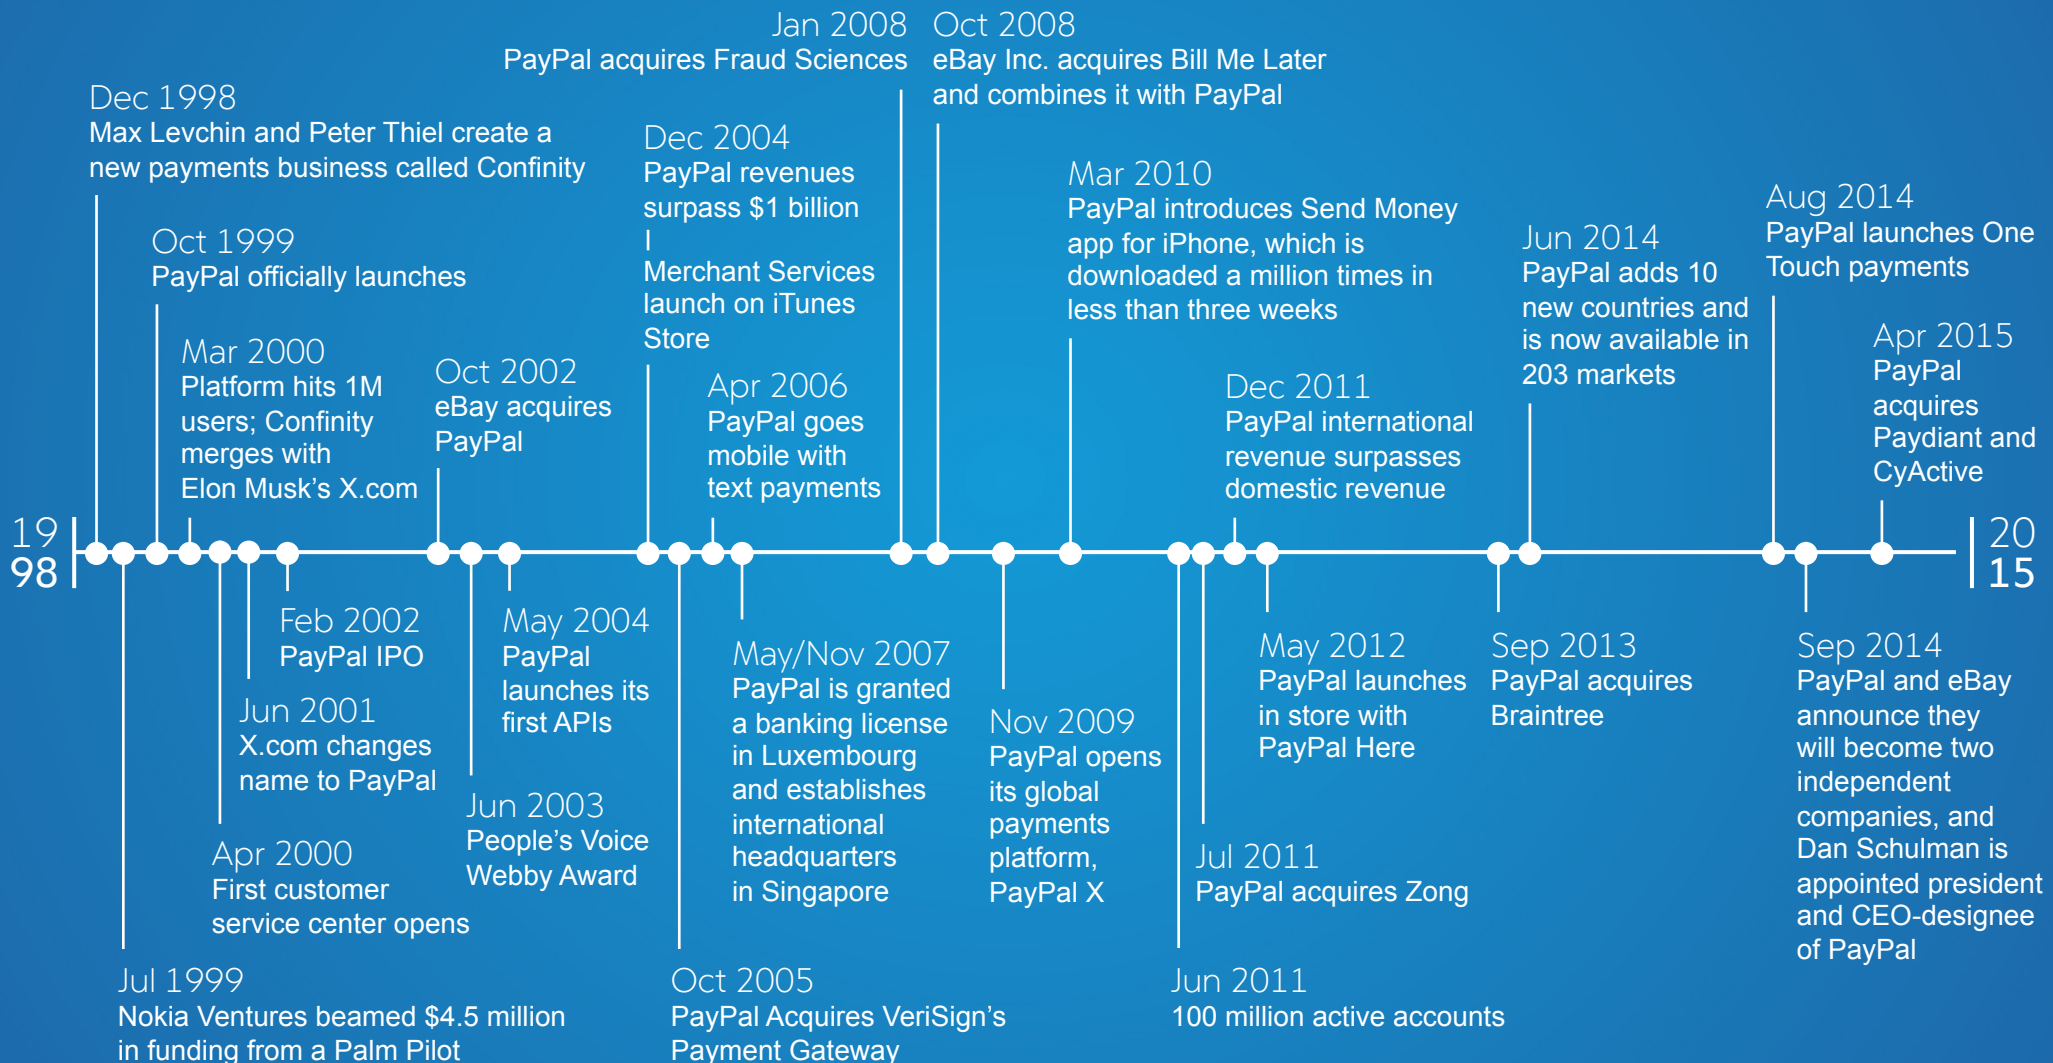 Jan 2008
PayPal acquires Fraud Sciences
Oct 2008
eBay Inc. acquires Bill Me Later
and combines it with PayPal
Dec 1998
Max Levchin and Peter Thiel create a
new payments business called Confinity
Dec 2004
PayPal revenues
surpass $1 billion
|
Merchant Services
launch on iTunes
Store
Mar 2010
PayPal introduces Send Money
app for iPhone, which is
downloaded a million times in
less than three weeks
Aug 2014
PayPal launches One
Touch payments
Oct 1999
PayPal officially launches
Jun 2014
PayPal adds 10
new countries and
is now available in
203 markets
Mar 2000
Platform hits 1M
users; Confinity
merges with
Elon Musk’s X.com
Oct 2002
eBay acquires
PayPal
Apr 2006
PayPal goes
mobile with
text payments
Dec 2011
PayPal international
revenue surpasses
domestic revenue
Apr 2015
PayPal
acquires
Paydiant and
CyActive
19
98
20
15
Feb 2002
PayPal IPO
May 2004
PayPal
launches its
first APIs
May/Nov 2007
PayPal is granted
a banking license
in Luxembourg
and establishes
international
headquarters
in Singapore
May 2012
PayPal launches
in store with
PayPal Here
Sep 2013
PayPal acquires
Braintree
Sep 2014
PayPal and eBay
announce they
will become two
independent
companies, and
Dan Schulman is
appointed president
and CEO-designee
of PayPal
Jun 2001
X.com changes
name to PayPal
Nov 2009
PayPal opens
its global
payments
platform,
PayPal X
Jun 2003
People’s Voice
Webby Award
Apr 2000
First customer
service center opens
Jul 2011
PayPal acquires Zong
Jul 1999
Nokia Ventures beamed $4.5 million
in funding from a Palm Pilot
Oct 2005
PayPal Acquires VeriSign’s
Payment Gateway
Jun 2011
100 million active accounts